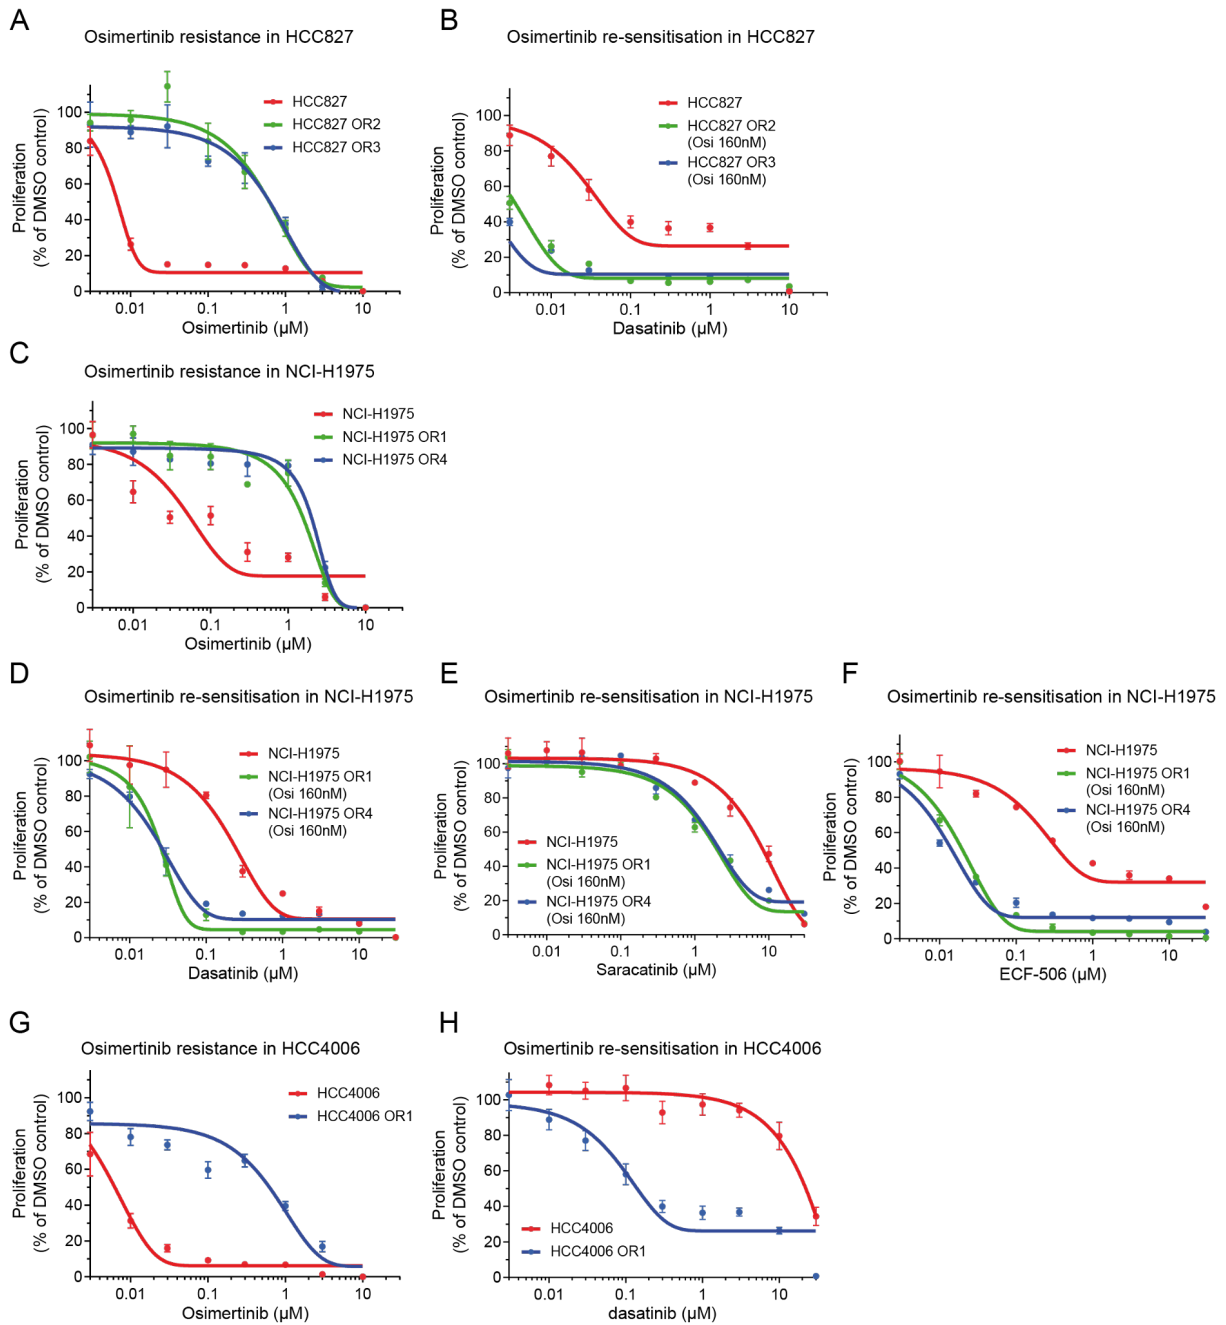 A
Osimertinib resistance in HCC827
Proliferation
(% of DMSO control)
100
80
60
40
20
0
0.01
0.1
1
10
Osimertinib (µM)
HCC827
HCC827 OR2
HCC827 OR3
B
Osimertinib re-sensitisation in HCC827
Proliferation
(% of DMSO control)
100
80
60
40
20
0
0.01
0.1
1
10
Dasatinib (µM)
HCC827
HCC827 OR2
(Osi 160nM)
HCC827 OR3
(Osi 160nM)
C
Osimertinib resistance in NCI-H1975
Proliferation
(% of DMSO control)
100
80
60
40
20
0
0.01
0.1
1
10
Osimertinib (µM)
NCI-H1975
NCI-H1975 OR1
NCI-H1975 OR4
D
Osimertinib re-sensitisation in NCI-H1975
Proliferation
(% of DMSO control)
100
80
60
40
20
0
0.01
0.1
1
10
Dasatinib (µM)
NCI-H1975
NCI-H1975 OR1
(Osi 160nM)
NCI-H1975 OR4
(Osi 160nM)
E
Osimertinib re-sensitisation in NCI-H1975
Proliferation
(% of DMSO control)
100
80
60
40
20
0
0.01
0.1
1
10
Saracatinib (µM)
NCI-H1975
NCI-H1975 OR1
(Osi 160nM)
NCI-H1975 OR4
(Osi 160nM)
F
Osimertinib re-sensitisation in NCI-H1975
Proliferation
(% of DMSO control)
100
80
60
40
20
0
0.01
0.1
1
10
ECF-506 (µM)
NCI-H1975
NCI-H1975 OR1
(Osi 160nM)
NCI-H1975 OR4
(Osi 160nM)
G
Osimertinib resistance in HCC4006
Proliferation
(% of DMSO control)
100
80
60
40
20
0
0.01
0.1
1
10
Osimertinib (µM)
HCC4006
HCC4006 OR1
H
Osimertinib re-sensitisation in HCC4006
Proliferation
(% of DMSO control)
100
80
60
40
20
0
0.01
0.1
1
10
dasatinib (µM)
HCC4006
HCC4006 OR1